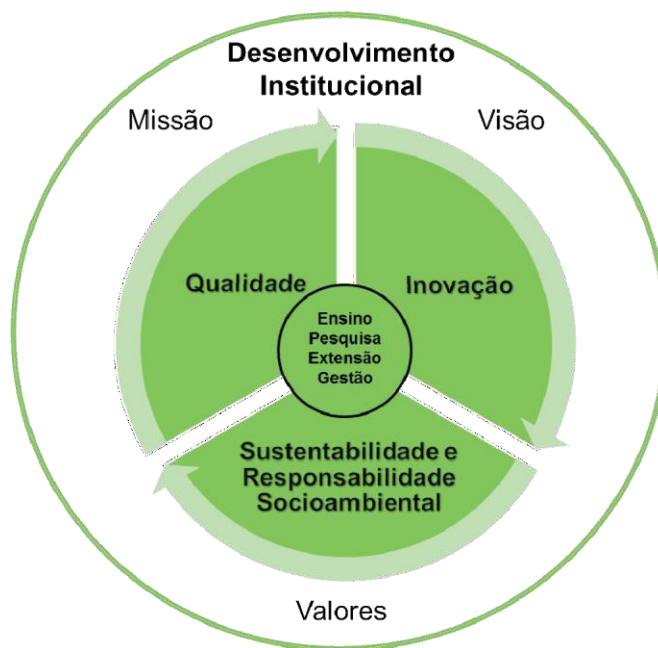 Desenvolvimento
Institucional
Missão
Visão
Qualidade
Inovação
Ensino
Pesquisa
Extensão
Gestão
Sustentabilidade e
Responsabilidade
Socioambiental
Valores